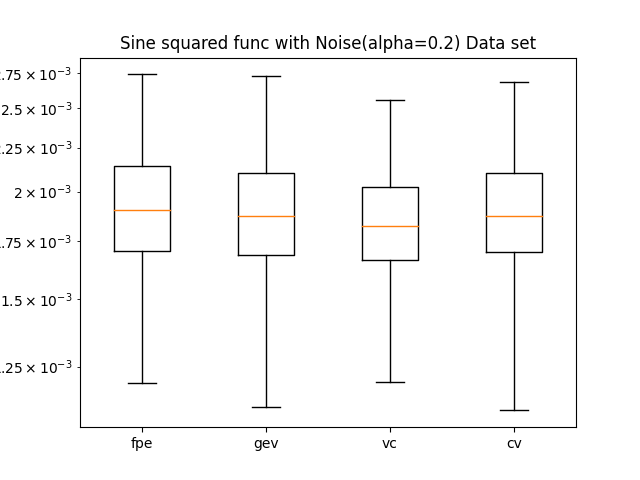 Sine squared func with Noise(alpha=0.2) Data set
.75 × 10⁻³
2.5 × 10⁻³
.25 × 10⁻³
2 × 10⁻³
.75 × 10⁻³
1.5 × 10⁻³
.25 × 10⁻³
fpe gev vc cv